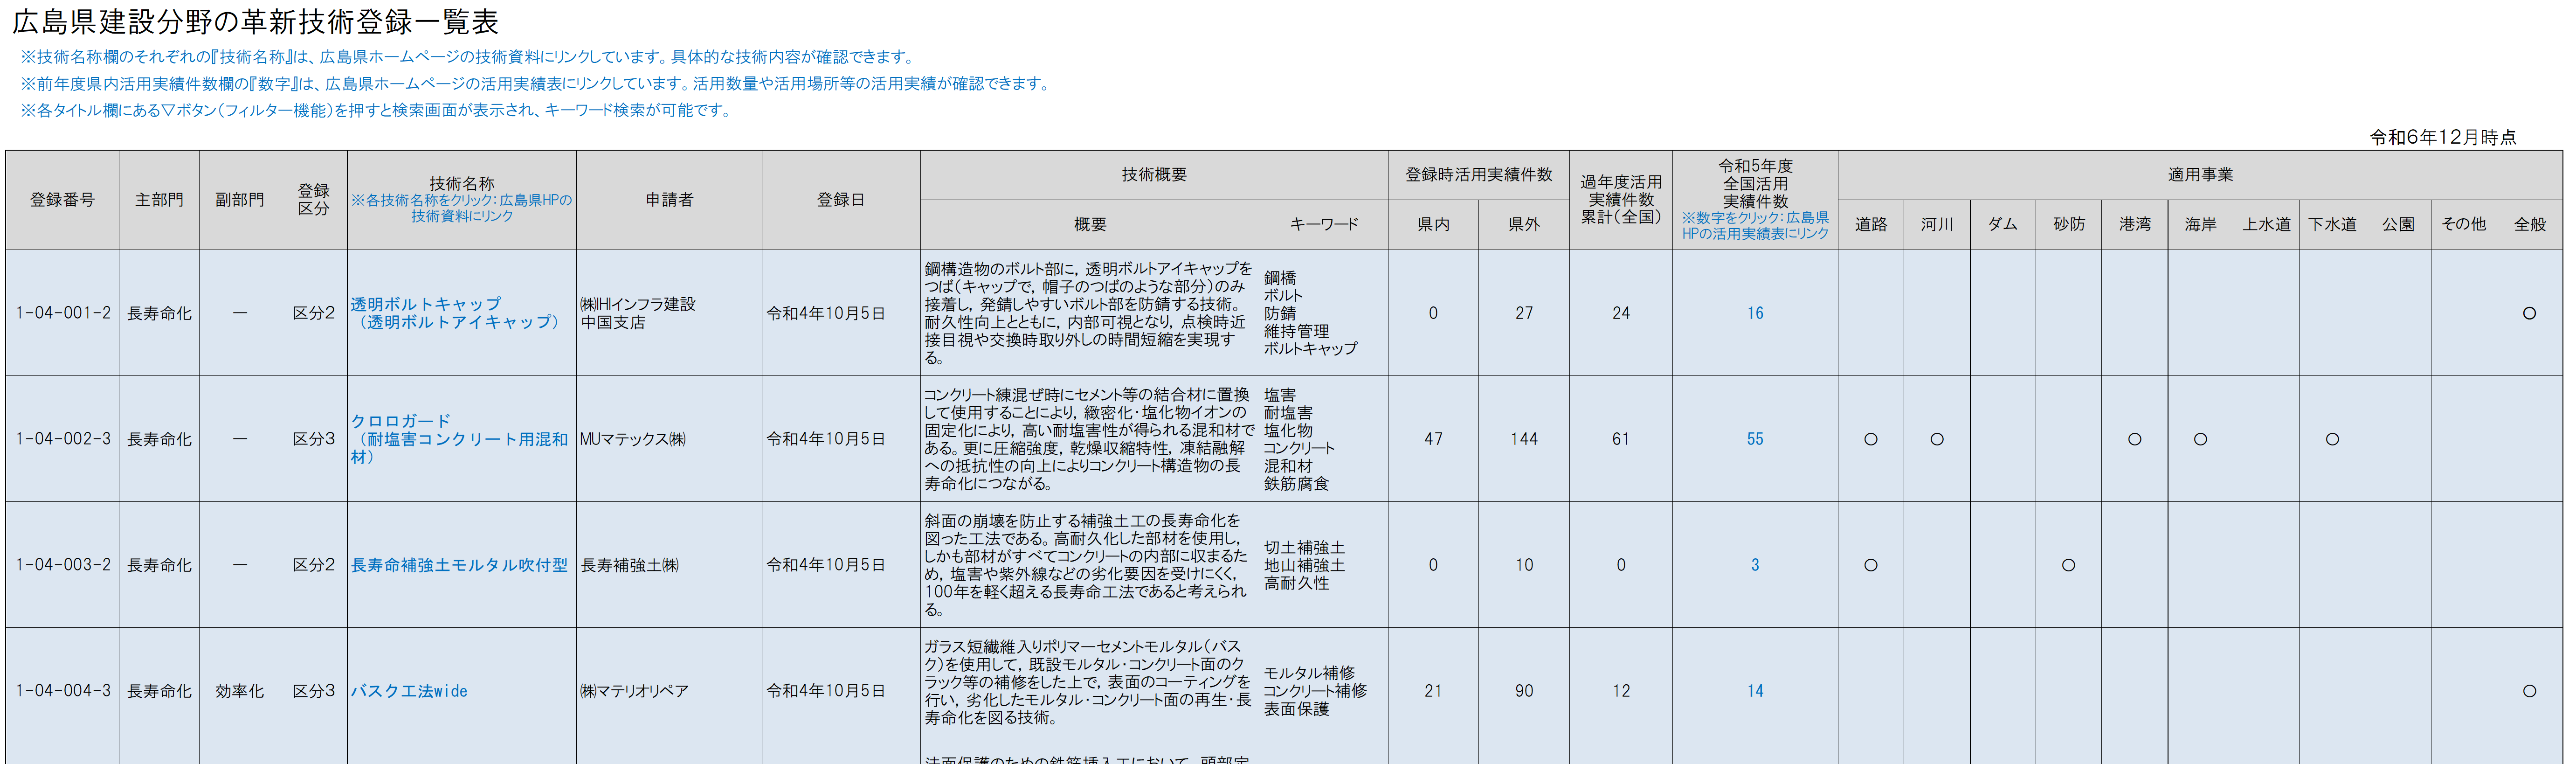 広島県建設分野の革新技術登録一覧表
※技術名称欄のそれぞれの『技術名称』は、広島県ホームページの技術資料にリンクしています。具体的な技術内容が確認できます。
※前年度県内活用実績件数欄の『数字』は、広島県ホームページの活用実績表にリンクしています。活用数量や活用場所等の活用実績が確認できます。
※各タイトル欄にある▽ボタン(フィルター機能)を押すと検索画面が表示され、キーワード検索が可能です。
令和6年12月時点
登録番号
主部門
副部門
登録
区分
技術名称
※各技術名称をクリック:広島県HPの
技術資料にリンク
申請者
登録日
技術概要
概要
キーワード
登録時活用実績件数
県内
県外
過年度活用
実績件数
累計(全国)
令和5年度
全国活用
実績件数
※数字をクリック:広島県
HPの活用実績表にリンク
適用事業
道路
河川
ダム
砂防
港湾
海岸
上水道
下水道
公園
その他
全般
1-04-001-2
長寿命化
―
区分2
透明ボルトキャップ
(透明ボルトアイキャップ)
㈱IHIインフラ建設
中国支店
令和4年10月5日
鋼構造物のボルト部に,透明ボルトアイキャップを
つば(キャップで,帽子のつばのような部分)のみ
接着し,発錆しやすいボルト部を防錆する技術。
耐久性向上とともに,内部可視となり,点検時近
接目視や交換時取り外しの時間短縮を実現す
る。
鋼橋
ボルト
防錆
維持管理
ボルトキャップ
0
27
24
16
○
1-04-002-3
長寿命化
―
区分3
クロロガード
(耐塩害コンクリート用混和
材)
MUマテックス㈱
令和4年10月5日
コンクリート練混ぜ時にセメント等の結合材に置換
して使用することにより,緻密化・塩化物イオンの
固定化により,高い耐塩害性が得られる混和材で
ある。更に圧縮強度,乾燥収縮特性,凍結融解
への抵抗性の向上によりコンクリート構造物の長
寿命化につながる。
塩害
耐塩害
塩化物
コンクリート
混和材
鉄筋腐食
47
144
61
55
○
○
○
○
○
1-04-003-2
長寿命化
―
区分2
長寿命補強土モルタル吹付型
長寿補強土㈱
令和4年10月5日
斜面の崩壊を防止する補強土工の長寿命化を
図った工法である。高耐久化した部材を使用し,
しかも部材がすべてコンクリートの内部に収まるた
め,塩害や紫外線などの劣化要因を受けにくく,
100年を軽く超える長寿命工法であると考えられ
る。
切土補強土
地山補強土
高耐久性
0
10
0
3
○
○
1-04-004-3
長寿命化
効率化
区分3
バスク工法wide
㈱マテリオリペア
令和4年10月5日
ガラス短繊維入りポリマーセメントモルタル(バス
ク)を使用して,既設モルタル・コンクリート面のク
ラック等の補修をした上で,表面のコーティングを
行い,劣化したモルタル・コンクリート面の再生・長
寿命化を図る技術。
モルタル補修
コンクリート補修
表面保護
21
90
12
14
○
法面保護のための鉄筋挿入工において,頭部定